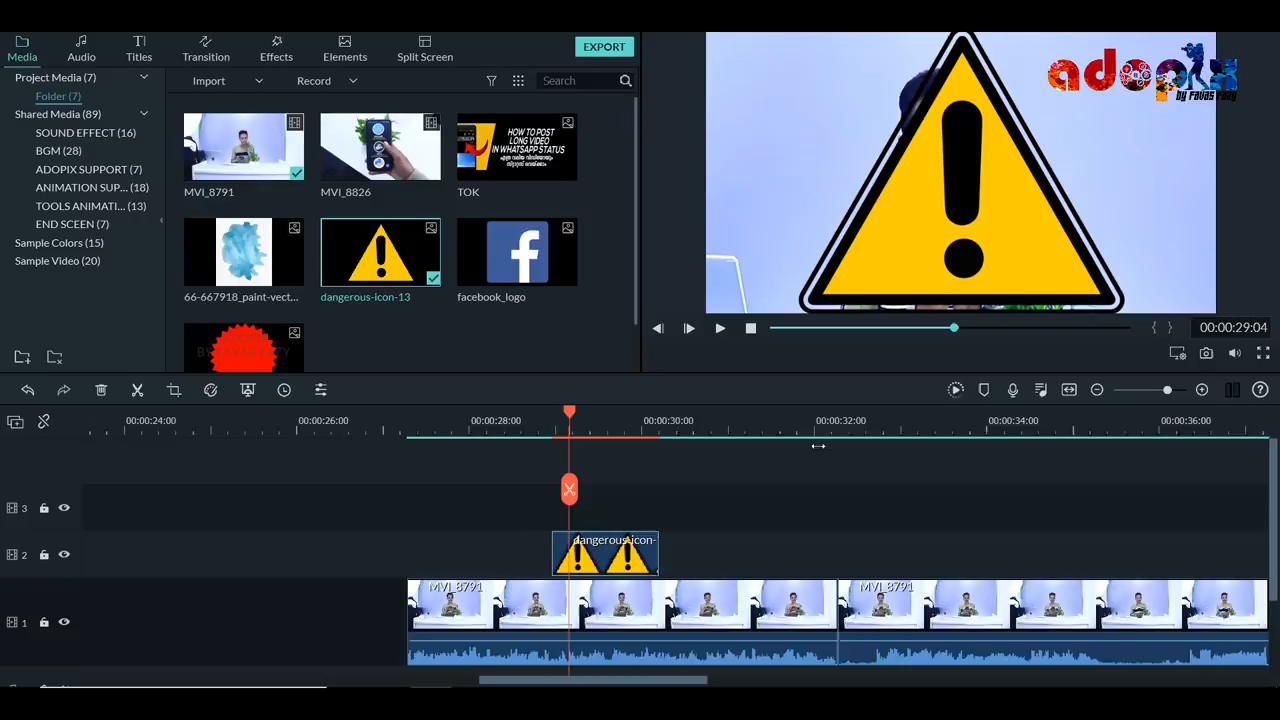 Media
Audio
Titles
Transition
Effects
Elements
Split Screen
EXPORT
Project Media (7)
Folder (7)
Shared Media (89)
SOUND EFFECT (16)
BGM (28)
ADOPIX SUPPORT (7)
ANIMATION SUP... (18)
TOOLS ANIMATI... (13)
END SCEEN (7)
Sample Colors (15)
Sample Video (20)
Import
Record
Search
MVI_8791
MVI_8826
HOW TO POST
LONG VIDEO
IN WHATSAPP STATUS
TOK
66-667918_paint-vect...
dangerous-icon-13
facebook_logo
adopix
BY FAVAS FAZY
00:00:29:04
00:00:24:00
00:00:26:00
00:00:28:00
00:00:30:00
00:00:32:00
00:00:34:00
00:00:36:00
3
2
dangerous-icon-
1
MVI_8791
MVI_8791